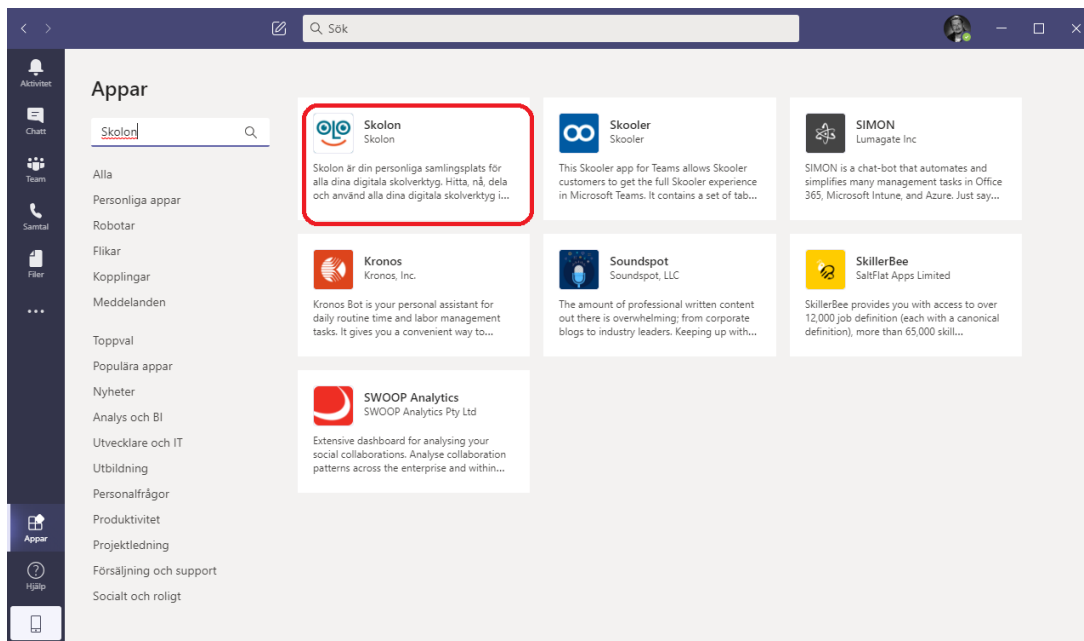 Sök
Aktivitet
Chatt
Team
Samtal
Filer
Appar
Hjälp
Appar
Skolon
Alla
Personliga appar
Robotar
Flikar
Kopplingar
Meddelanden
Toppval
Populära appar
Nyheter
Analys och BI
Utvecklare och IT
Utbildning
Personalfrågor
Produktivitet
Projektledning
Försäljning och support
Socialt och roligt
Skolon
Skolon
Skolon är din personliga samlingsplats för
alla dina digitala skolverktyg. Hitta, nå, dela
och använd alla dina digitala skolverktyg i...
Skooler
Skooler
This Skooler app for Teams allows Skooler
customers to get the full Skooler experience
in Microsoft Teams. It contains a set of tab...
SIMON
Lumagate Inc
SIMON is a chat-bot that automates and
simplifies many management tasks in Office
365, Microsoft Intune, and Azure. Just say...
Kronos
Kronos, Inc.
Kronos Bot is your personal assistant for
daily routine time and labor management
tasks. It gives you a convenient way to...
Soundspot
Soundspot, LLC
The amount of professional written content
out there is overwhelming; from corporate
blogs to industry leaders. Keeping up with...
SkillerBee
SaltFlat Apps Limited
SkillerBee provides you with access to over
12,000 job definition (each with a canonical
definition), more than 65,000 skill...
SWOOP Analytics
SWOOP Analytics Pty Ltd
Extensive dashboard for analysing your
social collaborations. Analyse collaboration
patterns across the enterprise and within...